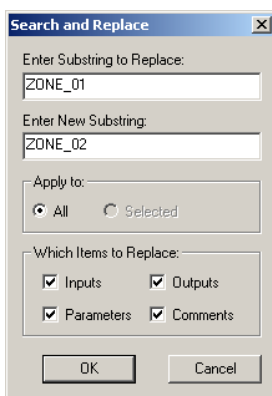 Search and Replace
Enter Substring to Replace:
ZONE_01
Enter New Substring:
ZONE_02
Apply to:
All Selected
Which Items to Replace:
Inputs Outputs
Parameters Comments
OK Cancel